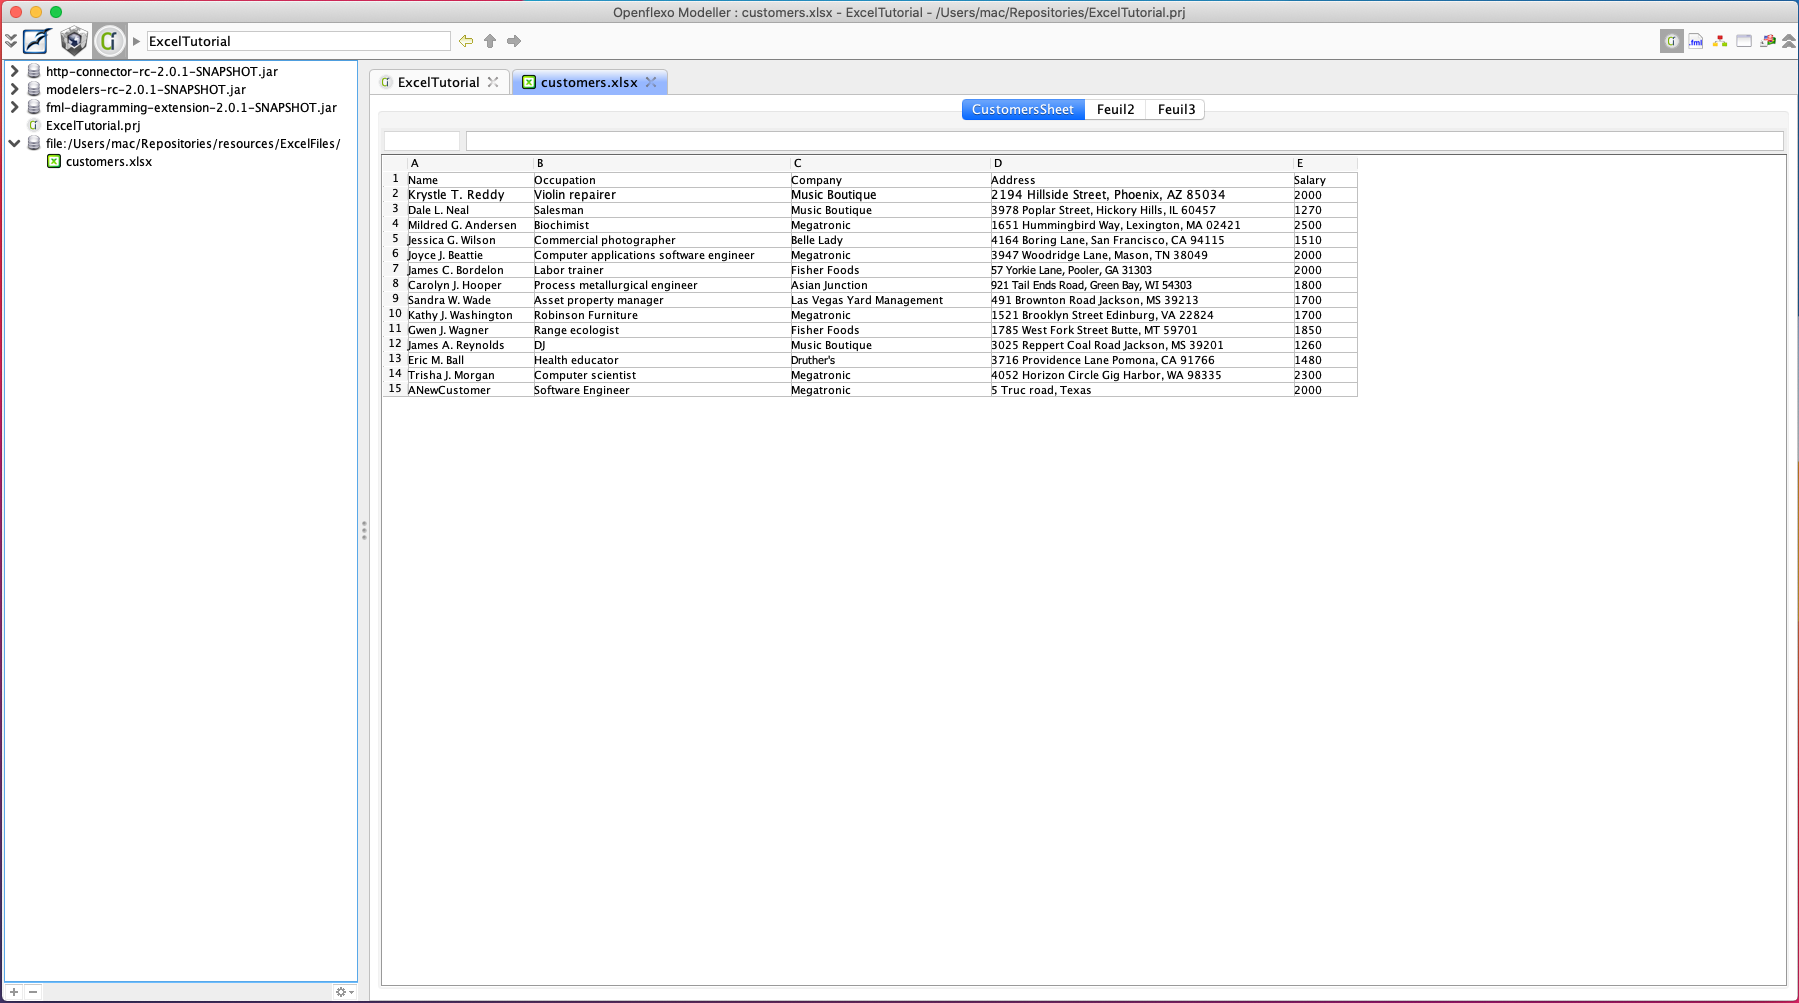 Openflexo Modeller : customers.xlsx - ExcelTutorial - /Users/mac/Repositories/ExcelTutorial.prj
ExcelTutorial
.fml
http-connector-rc-2.0.1-SNAPSHOT.jar
modelers-rc-2.0.1-SNAPSHOT.jar
fml-diagramming-extension-2.0.1-SNAPSHOT.jar
ExcelTutorial.prj
file:/Users/mac/Repositories/resources/ExcelFiles/
customers.xlsx
ExcelTutorial customers.xlsx
CustomersSheet Feuil2 Feuil3
A B C D E
1 Name Occupation Company Address Salary
2 Krystle T. Reddy Violin repairer Music Boutique 2194 Hillside Street, Phoenix, AZ 85034 2000
3 Dale L. Neal Salesman Music Boutique 3978 Poplar Street, Hickory Hills, IL 60457 1270
4 Mildred G. Andersen Biochimist Megatronic 1651 Hummingbird Way, Lexington, MA 02421 2500
5 Jessica G. Wilson Commercial photographer Belle Lady 4164 Boring Lane, San Francisco, CA 94115 1510
6 Joyce J. Beattie Computer applications software engineer Megatronic 3947 Woodridge Lane, Mason, TN 38049 2000
7 James C. Bordelon Labor trainer Fisher Foods 57 Yorkie Lane, Pooler, GA 31303 2000
8 Carolyn J. Hooper Process metallurgical engineer Asian Junction 921 Tail Ends Road, Green Bay, WI 54303 1800
9 Sandra W. Wade Asset property manager Las Vegas Yard Management 491 Brownton Road Jackson, MS 39213 1700
10 Kathy J. Washington Robinson Furniture Megatronic 1521 Brooklyn Street Edinburg, VA 22824 1700
11 Gwen J. Wagner Range ecologist Fisher Foods 1785 West Fork Street Butte, MT 59701 1850
12 James A. Reynolds DJ Music Boutique 3025 Reppert Coal Road Jackson, MS 39201 1260
13 Eric M. Ball Health educator Druther's 3716 Providence Lane Pomona, CA 91766 1480
14 Trisha J. Morgan Computer scientist Megatronic 4052 Horizon Circle Gig Harbor, WA 98335 2300
15 ANewCustomer Software Engineer Megatronic 5 Truc road, Texas 2000